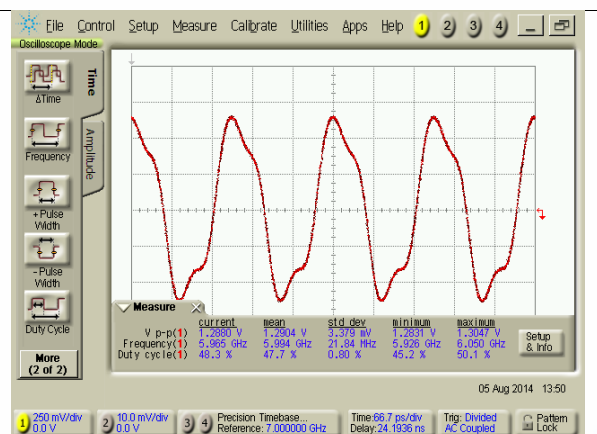 File Control Setup Measure Calibrate Utilities Apps Help 1 2 3 4
Oscilloscope Mode
Time
Amplitude
ΔTime
Frequency
+ Pulse
Width
- Pulse
Width
Duty Cycle
More
(2 of 2)
Measure
current mean std dev minimum maximum
V p-p(1) 1.2880 V 1.2904 V 3.379 mV 1.2831 V 1.3047 V
Frequency(1) 5.965 GHz 5.994 GHz 21.84 MHz 5.926 GHz 6.050 GHz
Duty cycle(1) 48.3 % 47.7 % 0.80 % 45.2 % 50.1 %
Setup
& Info
05 Aug 2014 13:50
1 250 mV/div
0.0 V
2 10.0 mV/div
0.0 V
3 4
Precision Timebase...
Reference: 7.000000 GHz
Time:66.7 ps/div
Delay:24.1936 ns
Trig: Divided
AC Coupled
Pattern
Lock